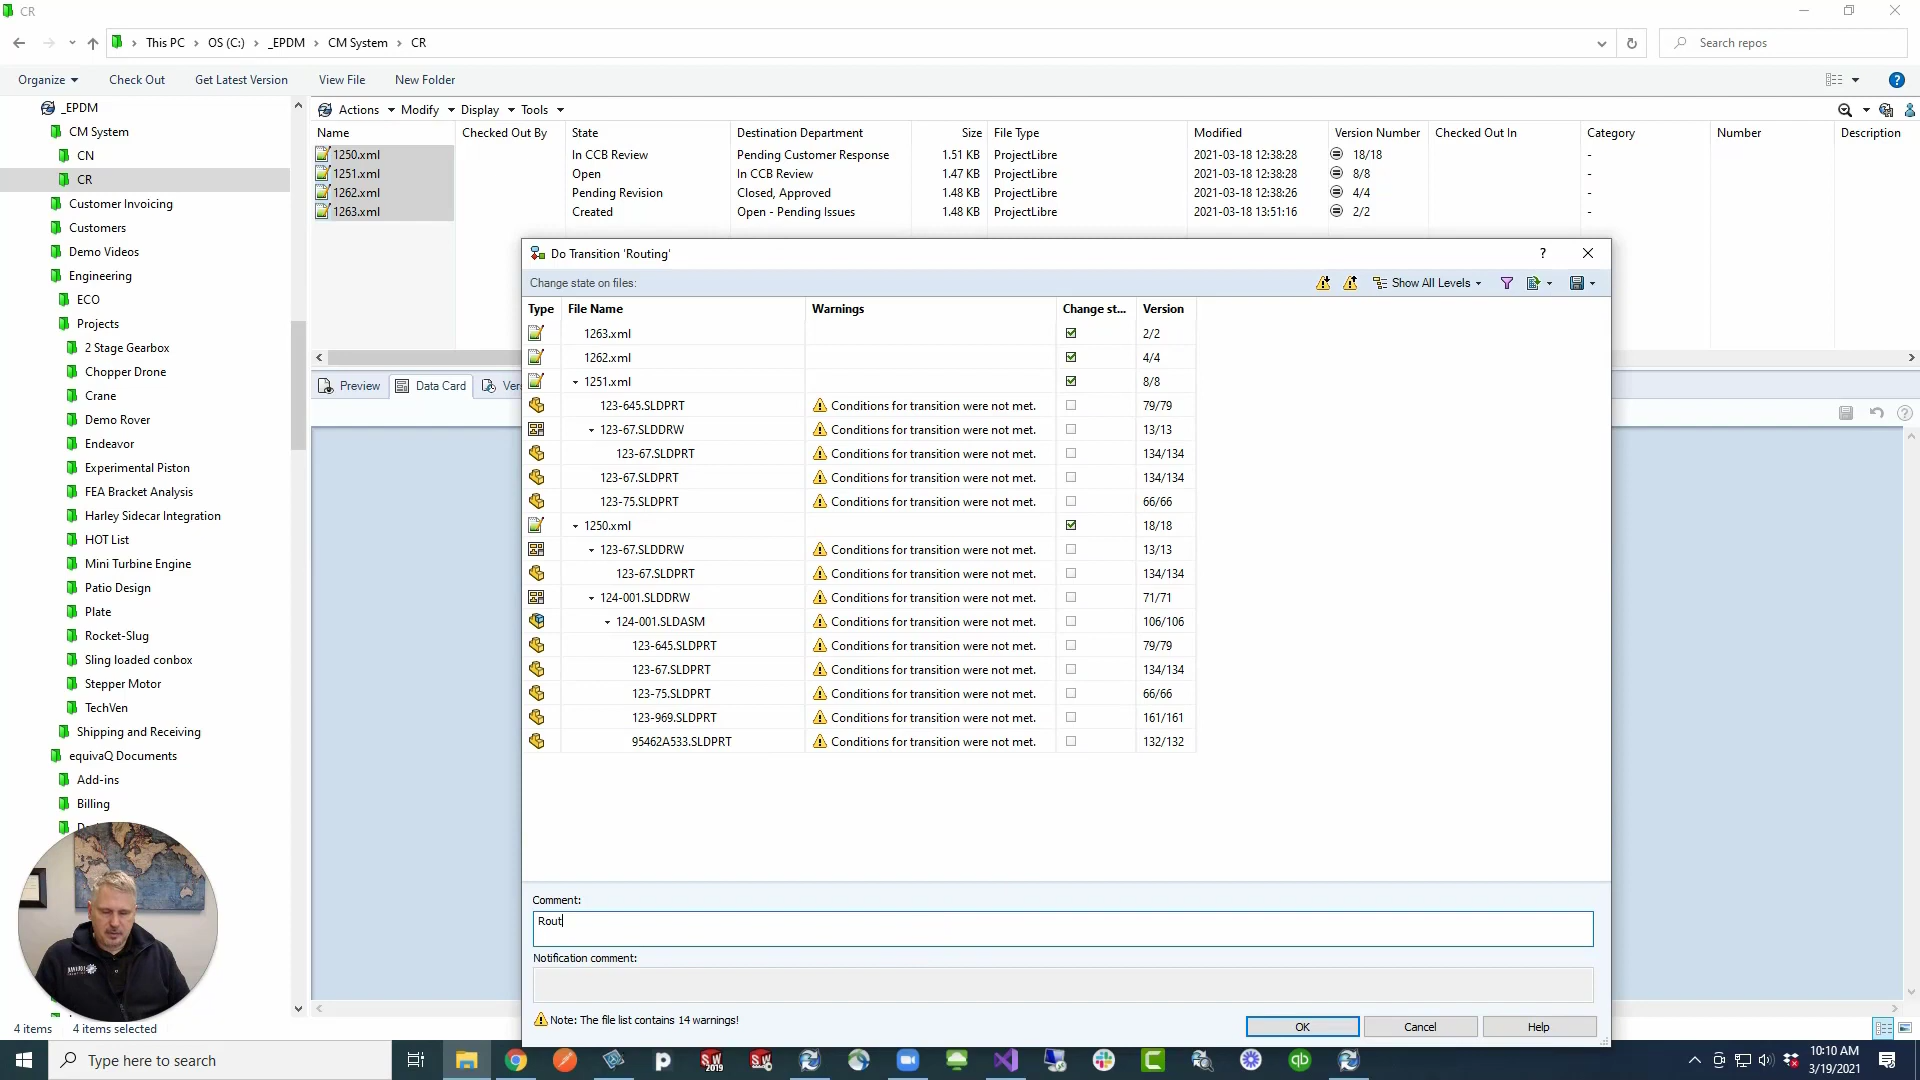 CR
This PC › OS (C:) › _EPDM › CM System › CR
Search repos
Organize Check Out Get Latest Version View File New Folder
_EPDM
CM System
CN
CR
Customer Invoicing
Customers
Demo Videos
Engineering
ECO
Projects
2 Stage Gearbox
Chopper Drone
Crane
Demo Rover
Endeavor
Experimental Piston
FEA Bracket Analysis
Harley Sidecar Integration
HOT List
Mini Turbine Engine
Patio Design
Plate
Rocket-Slug
Sling loaded conbox
Stepper Motor
TechVen
Shipping and Receiving
equivaQ Documents
Add-ins
Billing
Actions Modify Display Tools
Name Checked Out By State Destination Department Size File Type Modified Version Number Checked Out In Category Number Description
1250.xml In CCB Review Pending Customer Response 1.51 KB ProjectLibre 2021-03-18 12:38:28 18/18 -
1251.xml Open In CCB Review 1.47 KB ProjectLibre 2021-03-18 12:38:28 8/8 -
1262.xml Pending Revision Closed, Approved 1.48 KB ProjectLibre 2021-03-18 12:38:26 4/4 -
1263.xml Created Open - Pending Issues 1.48 KB ProjectLibre 2021-03-18 13:51:16 2/2 -
Preview Data Card Ver
Do Transition 'Routing'
Change state on files: Show All Levels
Type File Name Warnings Change st... Version
1263.xml 2/2
1262.xml 4/4
1251.xml 8/8
123-645.SLDPRT Conditions for transition were not met. 79/79
123-67.SLDDRW Conditions for transition were not met. 13/13
123-67.SLDPRT Conditions for transition were not met. 134/134
123-67.SLDPRT Conditions for transition were not met. 134/134
123-75.SLDPRT Conditions for transition were not met. 66/66
1250.xml 18/18
123-67.SLDDRW Conditions for transition were not met. 13/13
123-67.SLDPRT Conditions for transition were not met. 134/134
124-001.SLDDRW Conditions for transition were not met. 71/71
124-001.SLDASM Conditions for transition were not met. 106/106
123-645.SLDPRT Conditions for transition were not met. 79/79
123-67.SLDPRT Conditions for transition were not met. 134/134
123-75.SLDPRT Conditions for transition were not met. 66/66
123-969.SLDPRT Conditions for transition were not met. 161/161
95462A533.SLDPRT Conditions for transition were not met. 132/132
Comment:
Rout
Notification comment:
Note: The file list contains 14 warnings!
OK Cancel Help
4 items 4 items selected
Type here to search
10:10 AM
3/19/2021